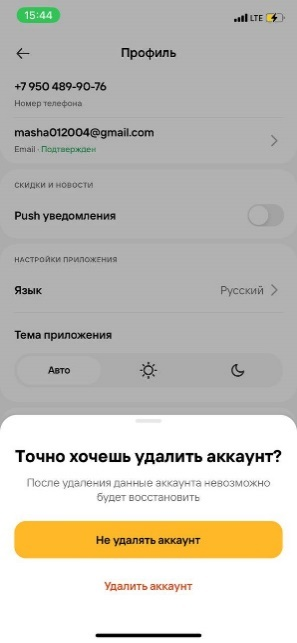 15:44
LTE
Профиль
+7 950 489-90-76
Номер телефона
masha012004@gmail.com
Email · Подтвержден
СКИДКИ И НОВОСТИ
Push уведомления
НАСТРОЙКИ ПРИЛОЖЕНИЯ
Язык Русский
Тема приложения
Авто
Точно хочешь удалить аккаунт?
После удаления данные аккаунта невозможно
будет восстановить
Не удалять аккаунт
Удалить аккаунт